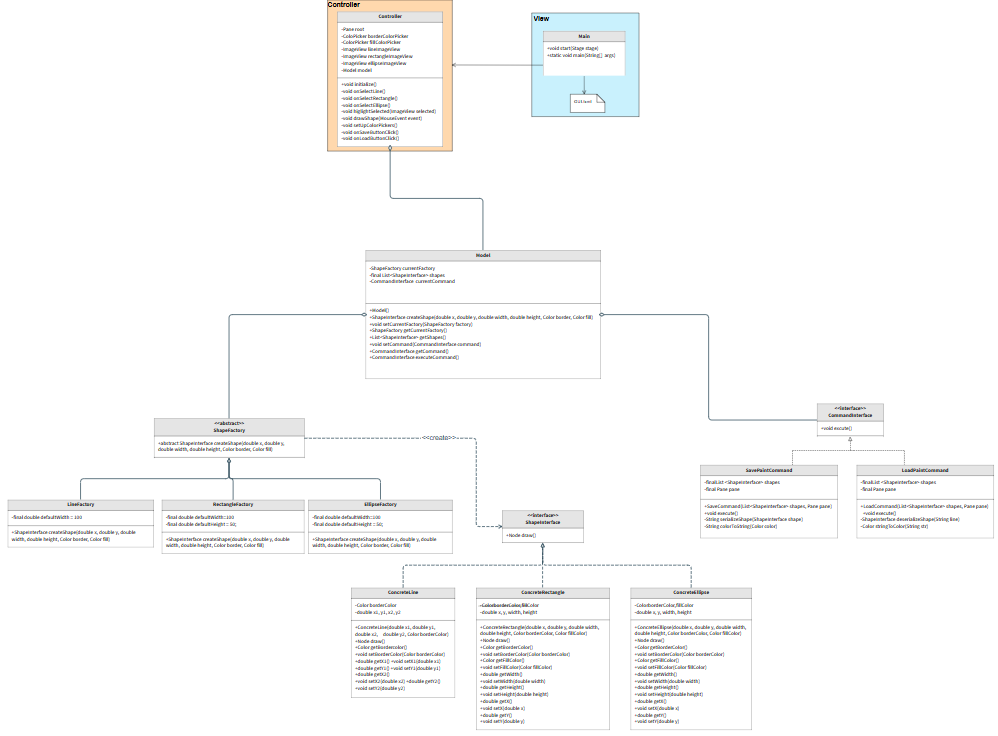 Controller
Controller
-Pane root
-ColorPicker borderColorPicker
-ColorPicker fillColorPicker
-ImageView lineImageView
-ImageView rectangleImageView
-ImageView ellipseImageView
-Model model
+void initialize()
-void onSelectLine()
-void onSelectRectangle()
-void onSelectEllipse()
-void highlightSelected(ImageView selected)
-void drawShape(MouseEvent event)
-void setupColorPickers()
-void onSaveButtonClick()
-void onLoadButtonClick()
View
Main
+void start(Stage stage)
+static void main(String[] args)
Model
-ShapeFactory currentFactory
-final List<ShapeInterface> shapes
-CommandInterface currentCommand
+Model()
+ShapeInterface createShape(double x, double y, double width, double height, Color border, Color fill)
+void setCurrentFactory(ShapeFactory factory)
+ShapeFactory getCurrentFactory()
+List<ShapeInterface> getShapes()
+void setCommand(CommandInterface command)
+CommandInterface getCommand()
+CommandInterface executeCommand()
<<abstract>>
ShapeFactory
+abstract ShapeInterface createShape(double x, double y,
double width, double height, Color border, Color fill)
<<create>>
<<interface>>
CommandInterface
+void excute()
SavePaintCommand
-finalList <ShapeInterface> shapes
-final Pane pane
+SaveCommand(List<ShapeInterface> shapes, Pane pane)
+void execute()
-String serializeShape(ShapeInterface shape)
-String colorToString(Color color)
LoadPaintCommand
-finalList <ShapeInterface> shapes
-final Pane pane
+LoadCommand(List<ShapeInterface> shapes, Pane pane)
+void execute()
-ShapeInterface deserializeShape(String line)
-Color stringToColor(String str)
LineFactory
-final double defaultWidth = 100
+ShapeInterface createShape(double x, double y, double
width, double height, Color border, Color fill)
RectangleFactory
-final double defaultWidth=100
-final double defaultHeight = 50;
+ShapeInterface createShape(double x, double y, double
width, double height, Color border, Color fill)
EllipseFactory
-final double defaultWidth=100
-final double defaultHeight = 50;
+ShapeInterface createShape(double x, double y, double
width, double height, Color border, Color fill)
<<interface>>
ShapeInterface
+Node draw()
ConcreteLine
-Color borderColor
-double x1, y1, x2, y2
+ConcreteLine(double x1, double y1,
double x2, double y2, Color borderColor)
+Node draw()
+Color getBordercolor()
+void setBorderColor(Color borderColor)
+double getX1() +void setX1(double x1)
+double getY1() +void setY1(double y1)
+double getX2()
+void setX2(double x2) +double getY2()
+void setY2(double y2)
ConcreteRectangle
-ColorborderColor,fillColor
-double x, y, width, height
+ConcreteRectangle(double x, double y, double width,
double height, Color borderColor, Color fillColor)
+Node draw()
+Color getBorderColor()
+void setBorderColor(Color borderColor)
+Color getFillColor()
+void setFillColor(Color fillColor)
+double getWidth()
+void setWidth(double width)
+double getHeight()
+void setHeight(double height)
+double getX()
+void setX(double x)
+double getY()
+void setY(double y)
ConcreteEllipse
-ColorborderColor,fillColor
-double x, y, width, height
+ConcreteEllipse(double x, double y, double width,
double height, Color borderColor, Color fillColor)
+Node draw()
+Color getBorderColor()
+void setBorderColor(Color borderColor)
+Color getFillColor()
+void setFillColor(Color fillColor)
+double getWidth()
+void setWidth(double width)
+double getHeight()
+void setHeight(double height)
+double getX()
+void setX(double x)
+double getY()
+void setY(double y)